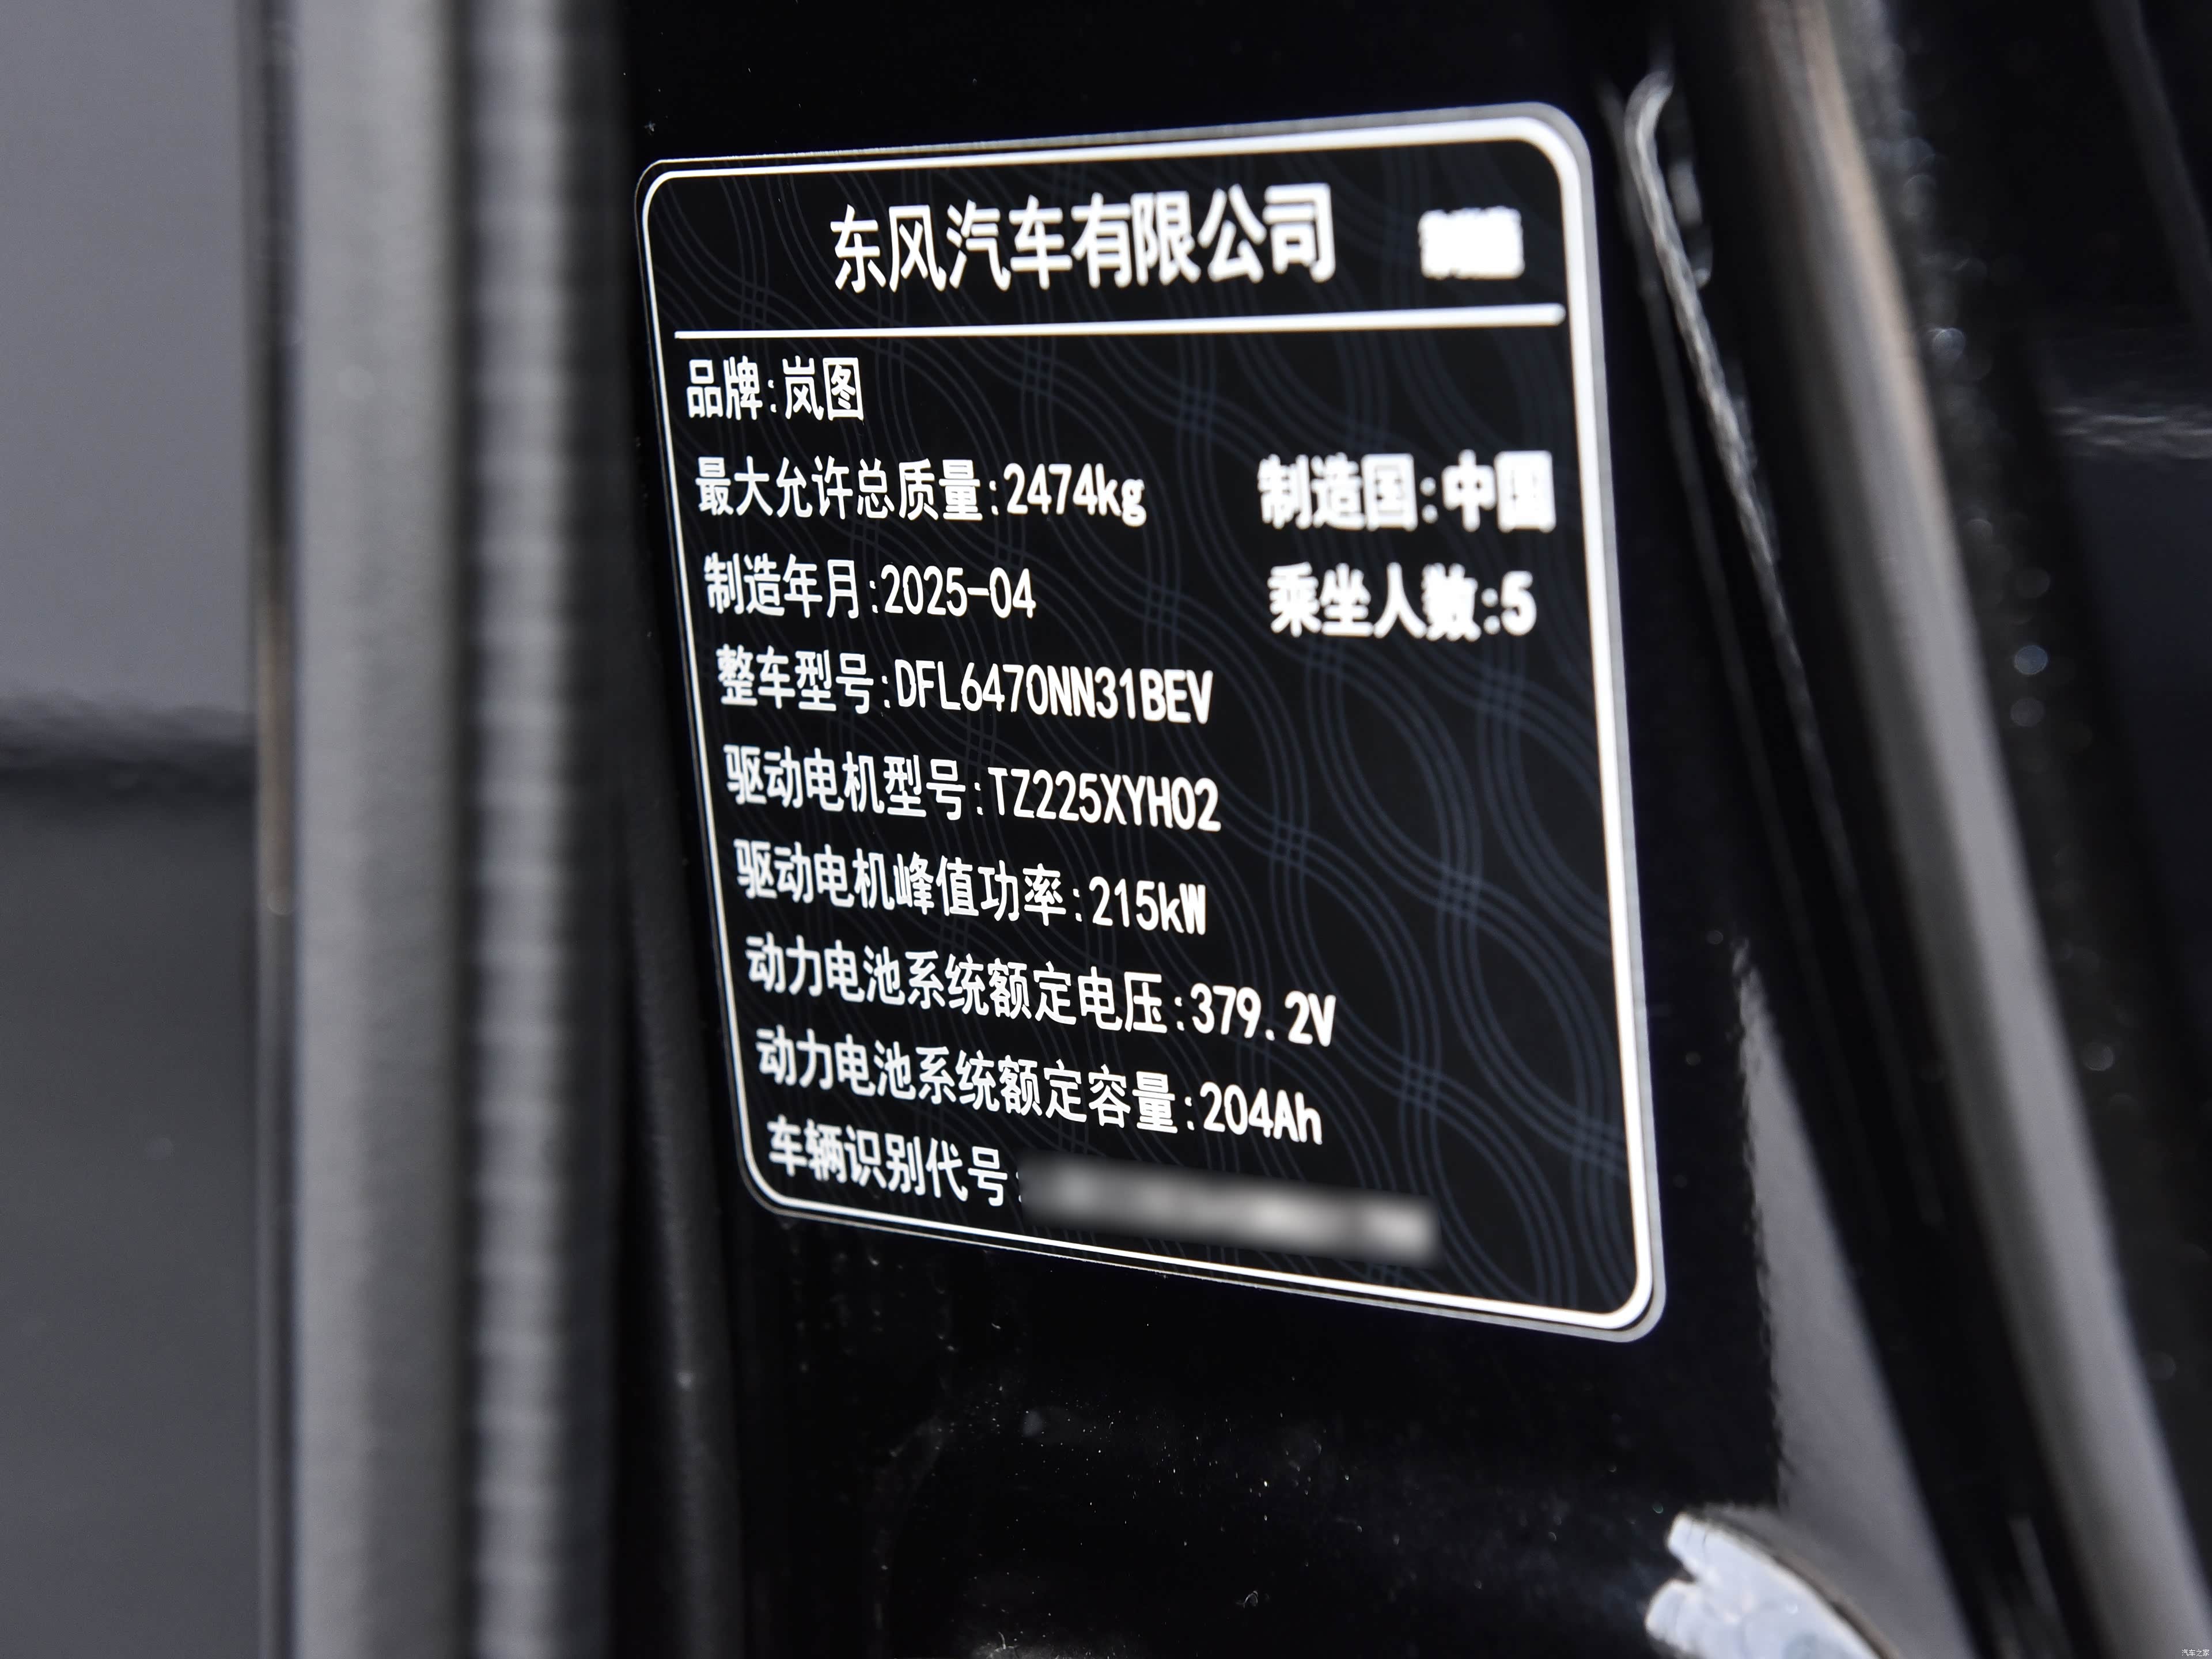 东风汽车有限公司
品牌:岚图
最大允许总质量:2474kg 制造国:中国
制造年月:2025-04 乘坐人数:5
整车型号:DFL6470NN31BEV
驱动电机型号:TZ225XYH02
驱动电机峰值功率:215kW
动力电池系统额定电压:379.2V
动力电池系统额定容量:204Ah
车辆识别代号:
汽车之家